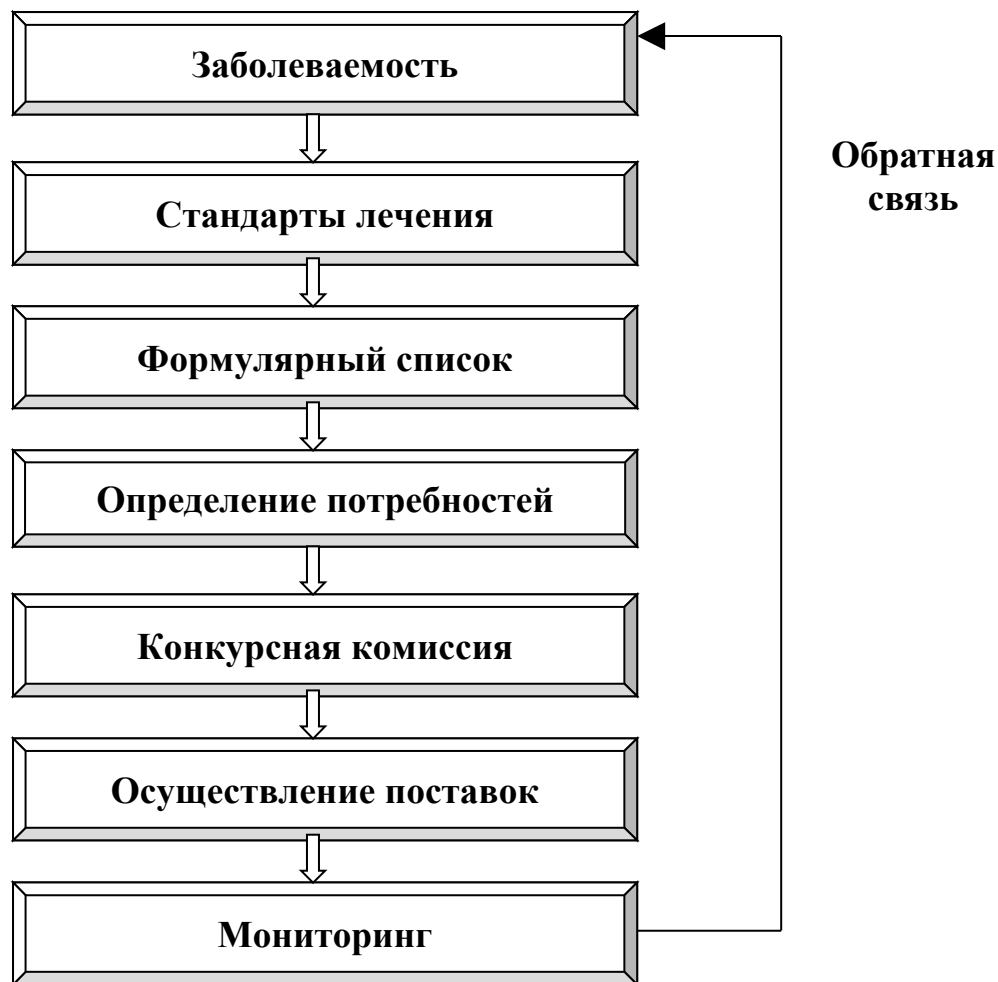 Заболеваемость
Обратная
связь
Стандарты лечения
Формулярный список
Определение потребностей
Конкурсная комиссия
Осуществление поставок
Мониторинг